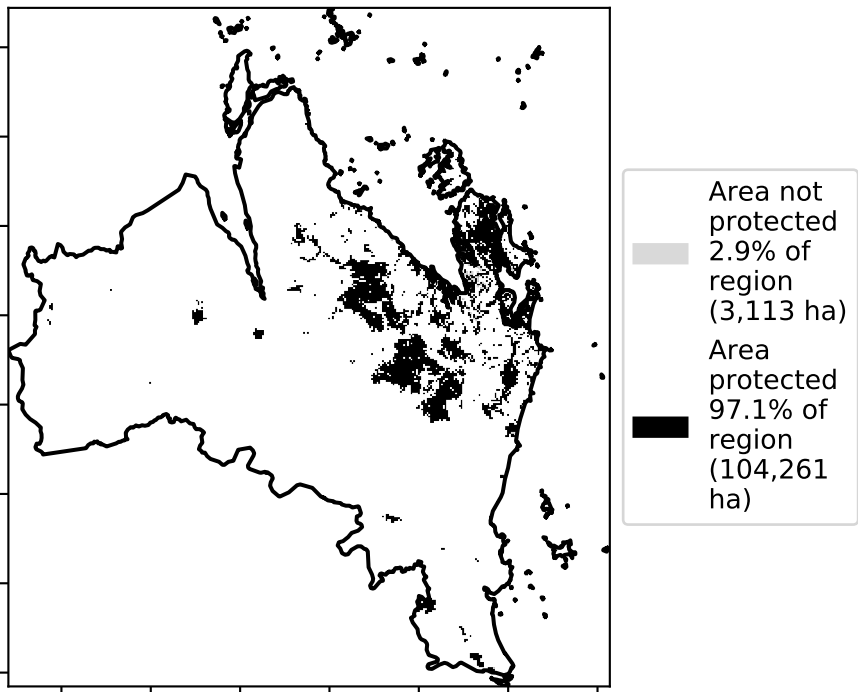 Area not
protected
2.9% of
region
(3,113 ha)
Area
protected
97.1% of
region
(104,261
ha)